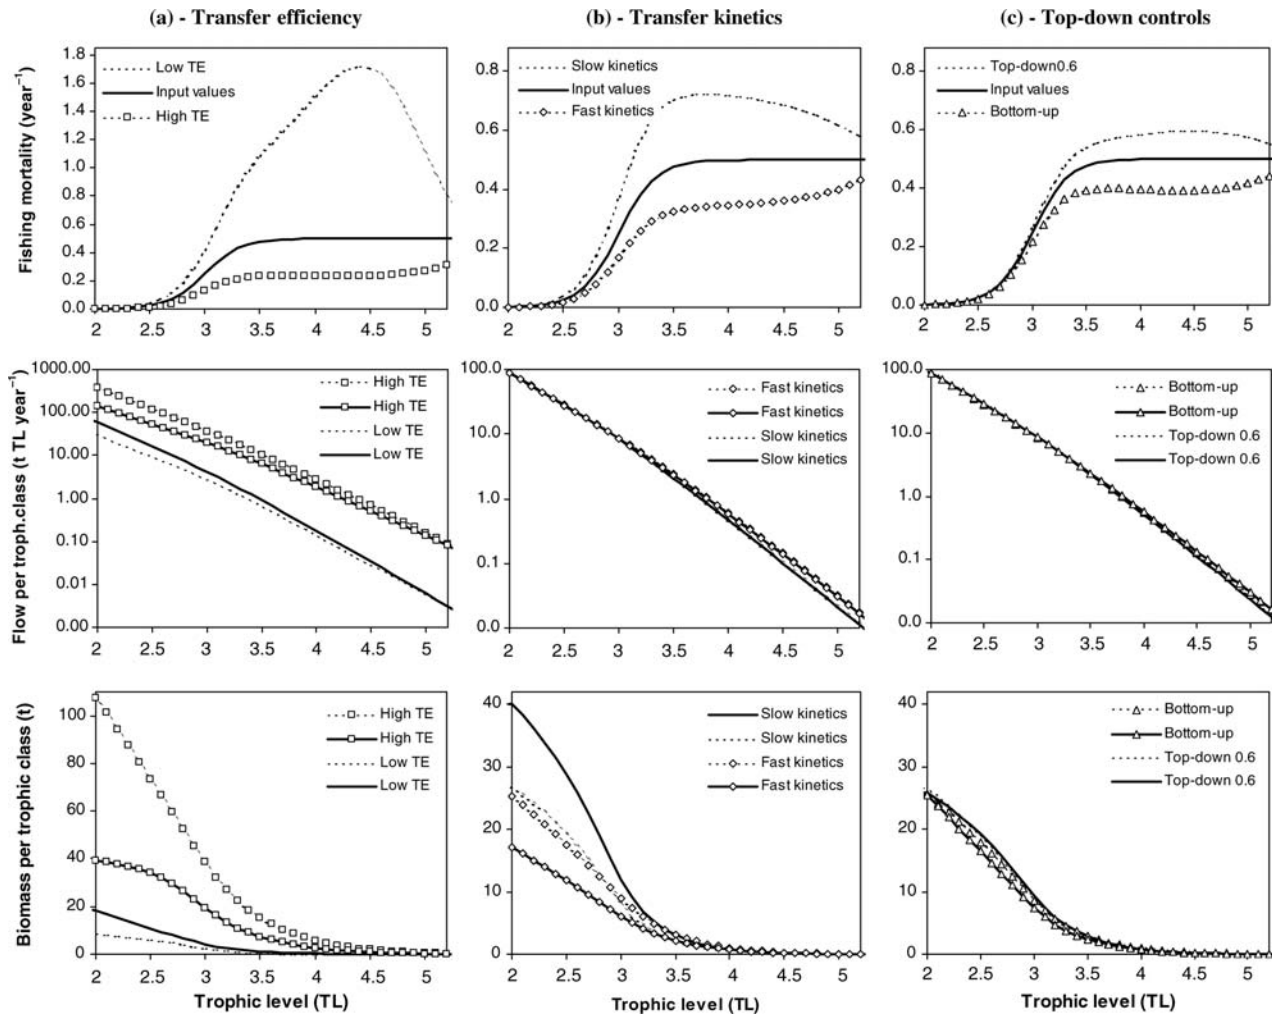 (a) - Transfer efficiency
(b) - Transfer kinetics
(c) - Top-down controls
Fishing mortality (year⁻¹)
1.8
1.6
1.4
1.2
1.0
0.8
0.6
0.4
0.2
0.0
Low TE
Input values
High TE
2 2.5 3 3.5 4 4.5 5
0.8
0.6
0.4
0.2
0.0
Slow kinetics
Input values
Fast kinetics
2 2.5 3 3.5 4 4.5 5
0.8
0.6
0.4
0.2
0.0
Top-down0.6
Input values
Bottom-up
2 2.5 3 3.5 4 4.5 5
Flow per troph.class (t TL year⁻¹)
1000.00
100.00
10.00
1.00
0.10
0.01
0.00
High TE
High TE
Low TE
Low TE
2 2.5 3 3.5 4 4.5 5
100.0
10.0
1.0
0.1
0.0
Fast kinetics
Fast kinetics
Slow kinetics
Slow kinetics
2 2.5 3 3.5 4 4.5 5
100.0
10.0
1.0
0.1
0.0
Bottom-up
Bottom-up
Top-down 0.6
Top-down 0.6
2 2.5 3 3.5 4 4.5 5
Biomass per trophic class (t)
100
80
60
40
20
0
High TE
High TE
Low TE
Low TE
2 2.5 3 3.5 4 4.5 5
Trophic level (TL)
40
30
20
10
0
Slow kinetics
Slow kinetics
Fast kinetics
Fast kinetics
2 2.5 3 3.5 4 4.5 5
Trophic level (TL)
40
30
20
10
0
Bottom-up
Bottom-up
Top-down 0.6
Top-down 0.6
2 2.5 3 3.5 4 4.5 5
Trophic level (TL)